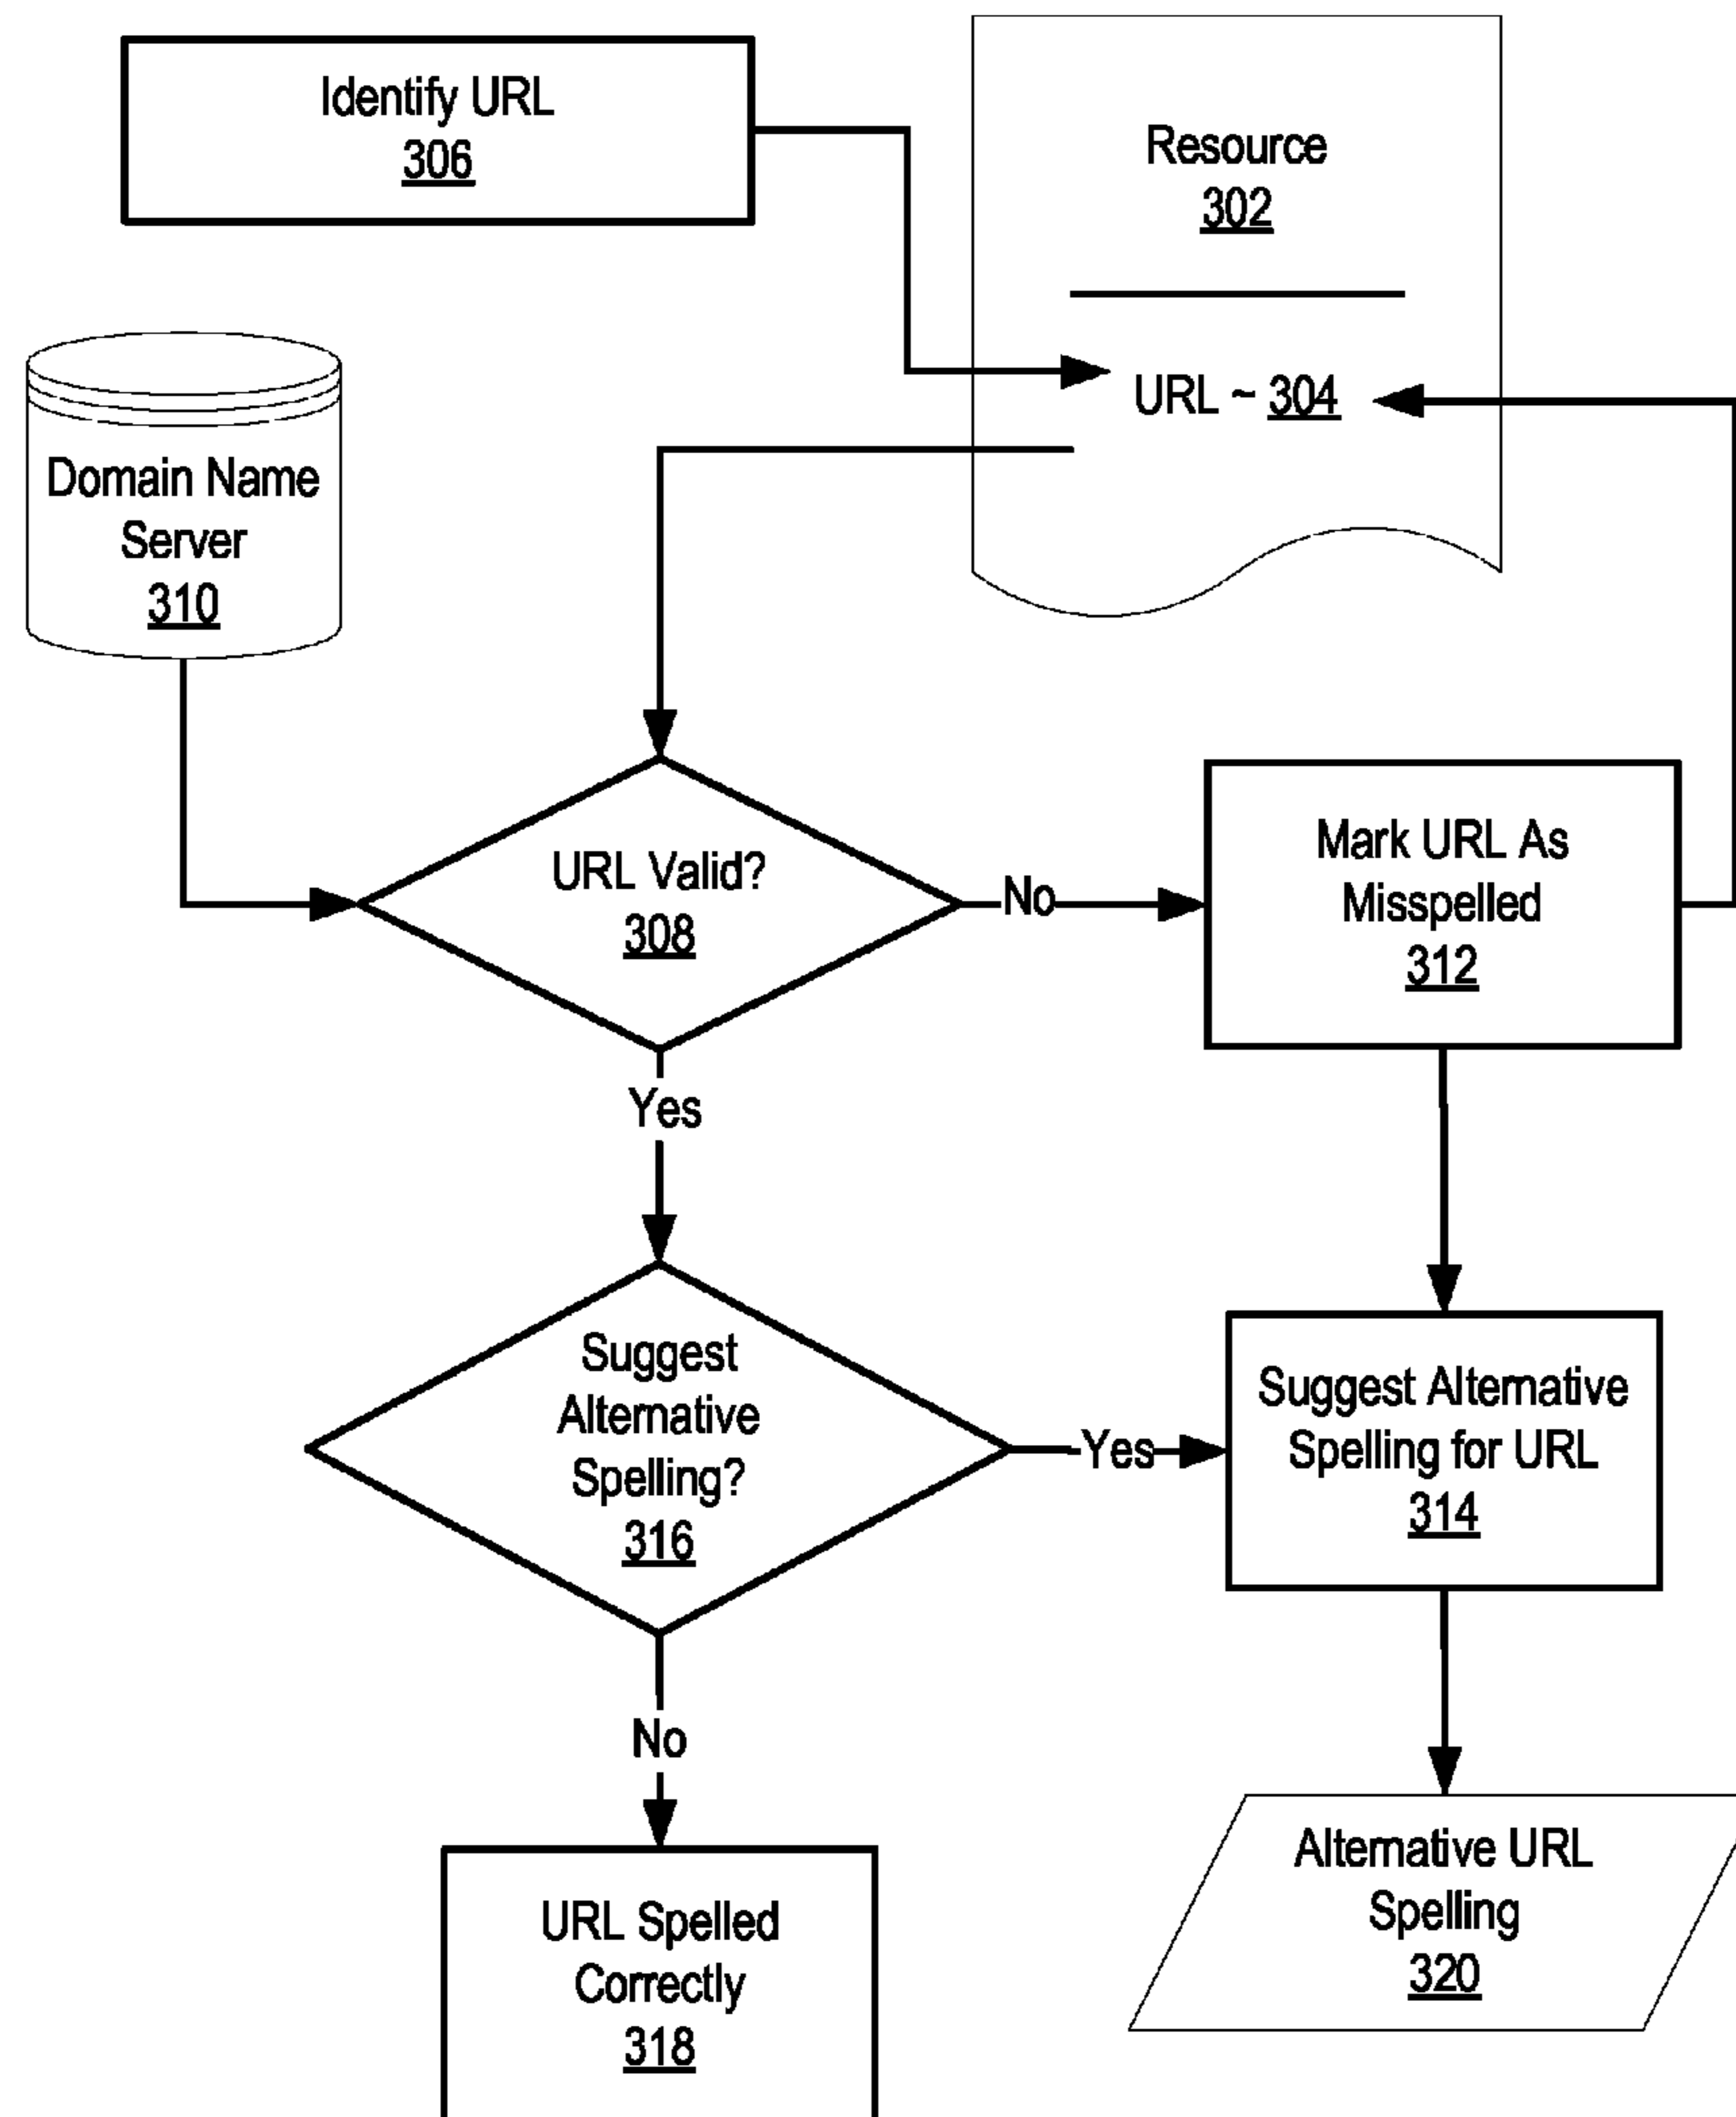 Identify URL
306
Resource
302
URL ~ 304
Domain Name
Server
310
URL Valid?
308
No
Mark URL As
Misspelled
312
Yes
Suggest
Alternative
Spelling?
316
Yes
Suggest Alternative
Spelling for URL
314
No
URL Spelled
Correctly
318
Alternative URL
Spelling
320